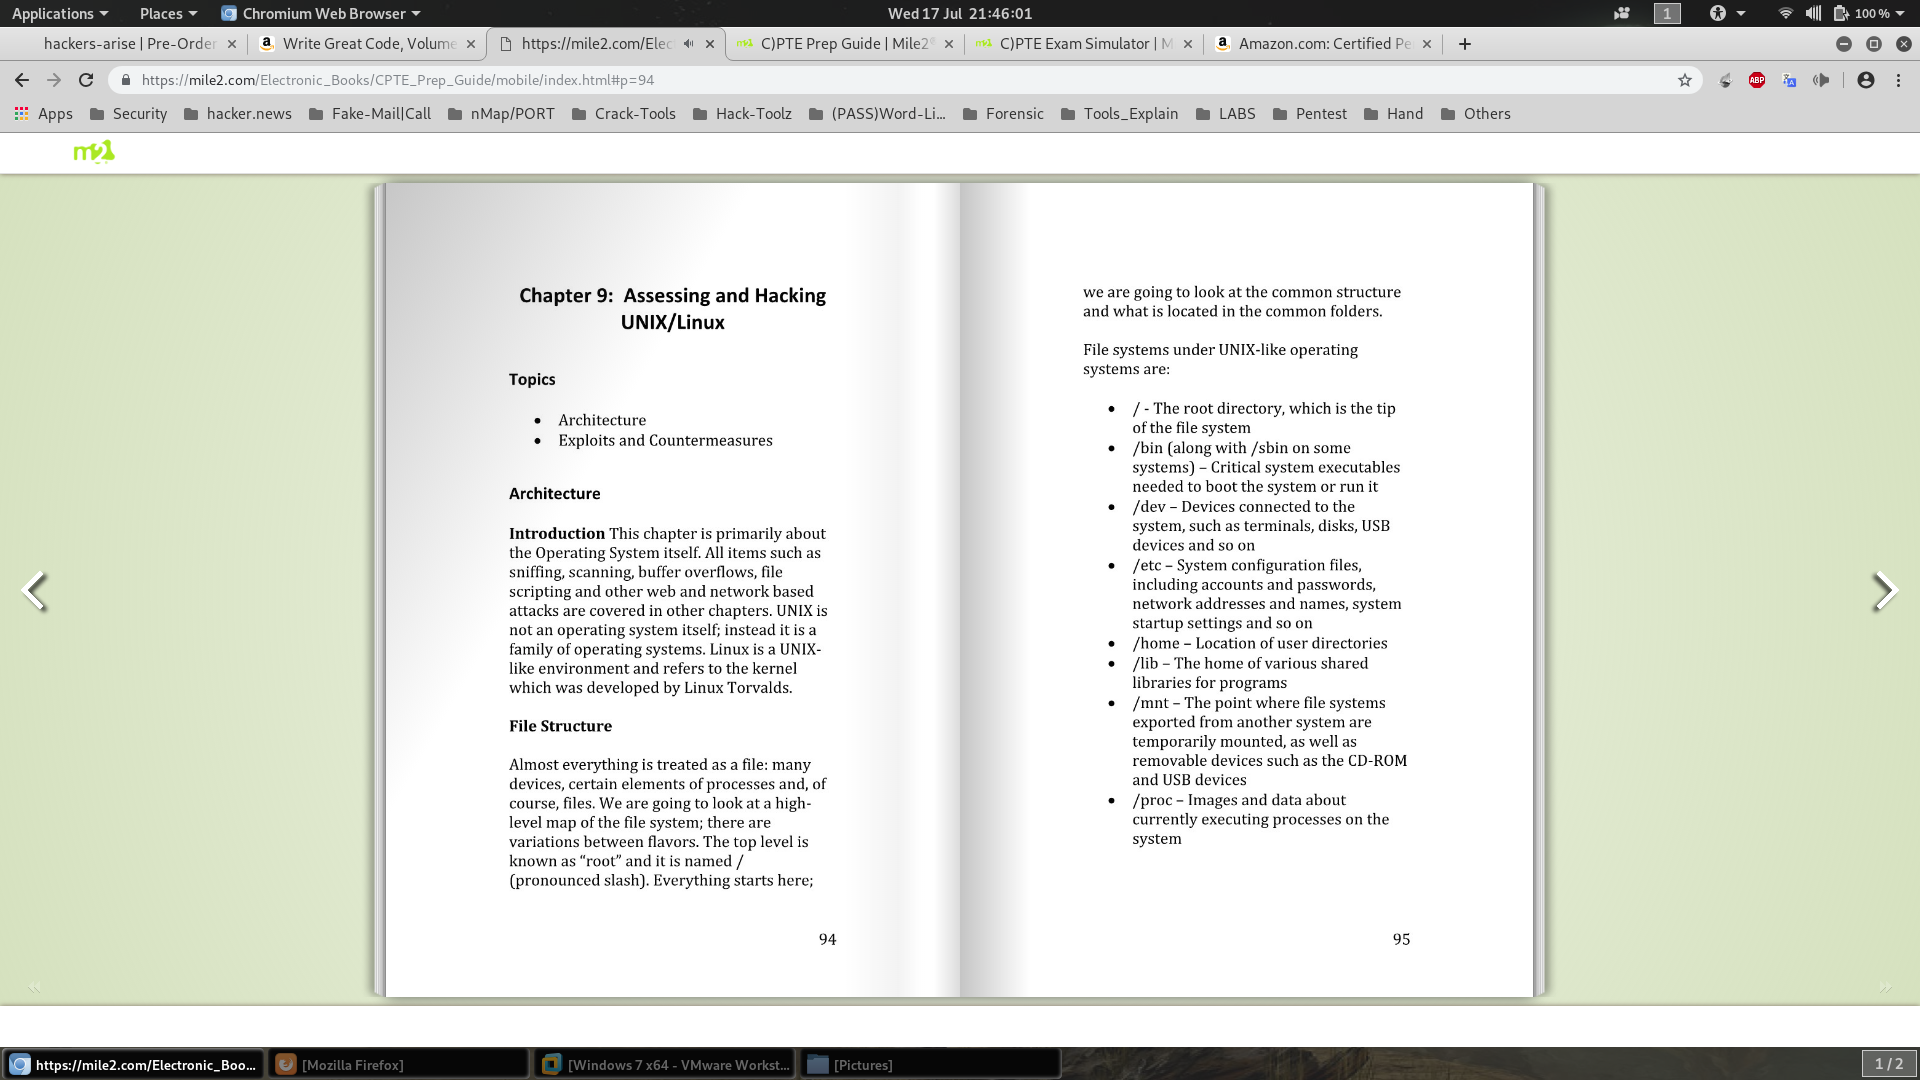 Applications Places Chromium Web Browser Wed 17 Jul 21:46:01 1 100 %
hackers-arise | Pre-Order Write Great Code, Volume https://mile2.com/Elec C)PTE Prep Guide | Mile2® C)PTE Exam Simulator | M Amazon.com: Certified Pe
https://mile2.com/Electronic_Books/CPTE_Prep_Guide/mobile/index.html#p=94 ABP
Apps Security hacker.news Fake-Mail|Call nMap/PORT Crack-Tools Hack-Toolz (PASS)Word-Li... Forensic Tools_Explain LABS Pentest Hand Others
m2
Chapter 9: Assessing and Hacking
UNIX/Linux
Topics
• Architecture
• Exploits and Countermeasures
Architecture
Introduction This chapter is primarily about
the Operating System itself. All items such as
sniffing, scanning, buffer overflows, file
scripting and other web and network based
attacks are covered in other chapters. UNIX is
not an operating system itself; instead it is a
family of operating systems. Linux is a UNIX-
like environment and refers to the kernel
which was developed by Linux Torvalds.
File Structure
Almost everything is treated as a file: many
devices, certain elements of processes and, of
course, files. We are going to look at a high-
level map of the file system; there are
variations between flavors. The top level is
known as “root” and it is named /
(pronounced slash). Everything starts here;
94
we are going to look at the common structure
and what is located in the common folders.
File systems under UNIX-like operating
systems are:
• / - The root directory, which is the tip
of the file system
• /bin (along with /sbin on some
systems) – Critical system executables
needed to boot the system or run it
• /dev – Devices connected to the
system, such as terminals, disks, USB
devices and so on
• /etc – System configuration files,
including accounts and passwords,
network addresses and names, system
startup settings and so on
• /home – Location of user directories
• /lib – The home of various shared
libraries for programs
• /mnt – The point where file systems
exported from another system are
temporarily mounted, as well as
removable devices such as the CD-ROM
and USB devices
• /proc – Images and data about
currently executing processes on the
system
95
https://mile2.com/Electronic_Boo... [Mozilla Firefox] [Windows 7 x64 - VMware Workst... [Pictures] 1 / 2